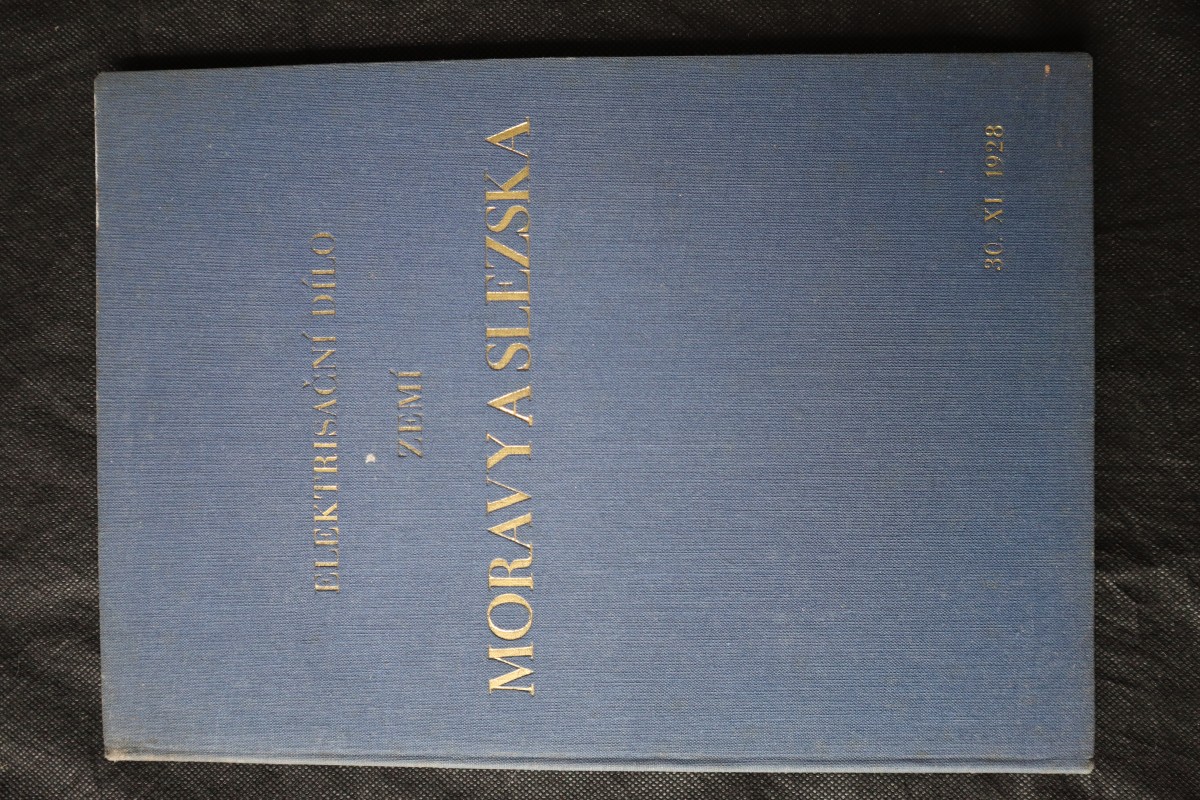 ELEKTRISAČNÍ DÍLO
ZEMÍ
MORAVY A SLEZSKA
30. XI. 1928